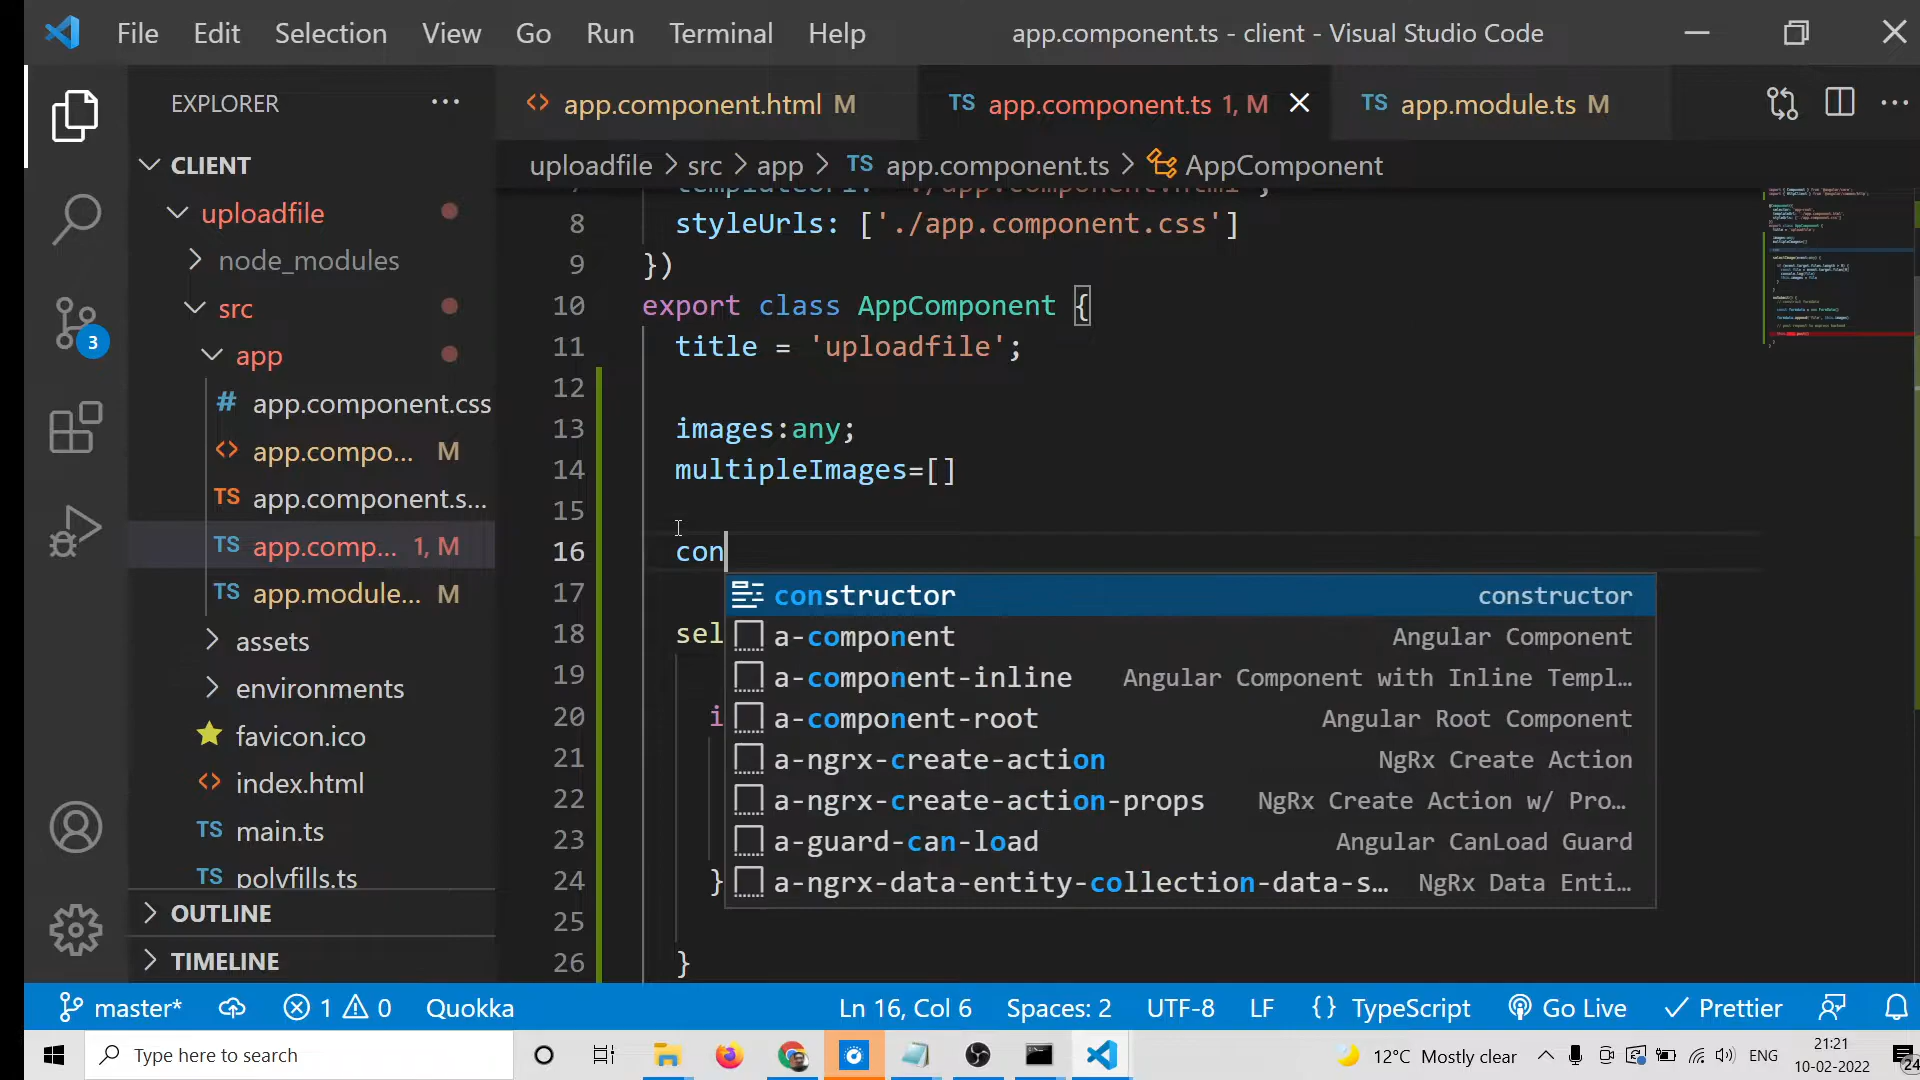 File Edit Selection View Go Run Terminal Help app.component.ts - client - Visual Studio Code
EXPLORER ...
<> app.component.html M TS app.component.ts 1, M TS app.module.ts M ...
CLIENT
uploadfile > src > app > TS app.component.ts > AppComponent
uploadfile
node_modules
src
app
# app.component.css
<> app.compo... M
TS app.component.s...
TS app.comp... 1, M
TS app.module... M
assets
environments
favicon.ico
<> index.html
TS main.ts
TS polyfills.ts
OUTLINE
TIMELINE
3
templateUrl: './app.component.html',
8 styleUrls: ['./app.component.css']
9 })
10 export class AppComponent {
11 title = 'uploadfile';
12
13 images:any;
14 multipleImages=[]
15
16 con
17
18 sel
19
20 i
21
22
23
24 }
25
26 }
constructor constructor
a-component Angular Component
a-component-inline Angular Component with Inline Templ...
a-component-root Angular Root Component
a-ngrx-create-action NgRx Create Action
a-ngrx-create-action-props NgRx Create Action w/ Pro...
a-guard-can-load Angular CanLoad Guard
a-ngrx-data-entity-collection-data-s... NgRx Data Enti...
master* 1 0 Quokka Ln 16, Col 6 Spaces: 2 UTF-8 LF {} TypeScript Go Live Prettier
Type here to search 12°C Mostly clear ENG 21:21
10-02-2022 24